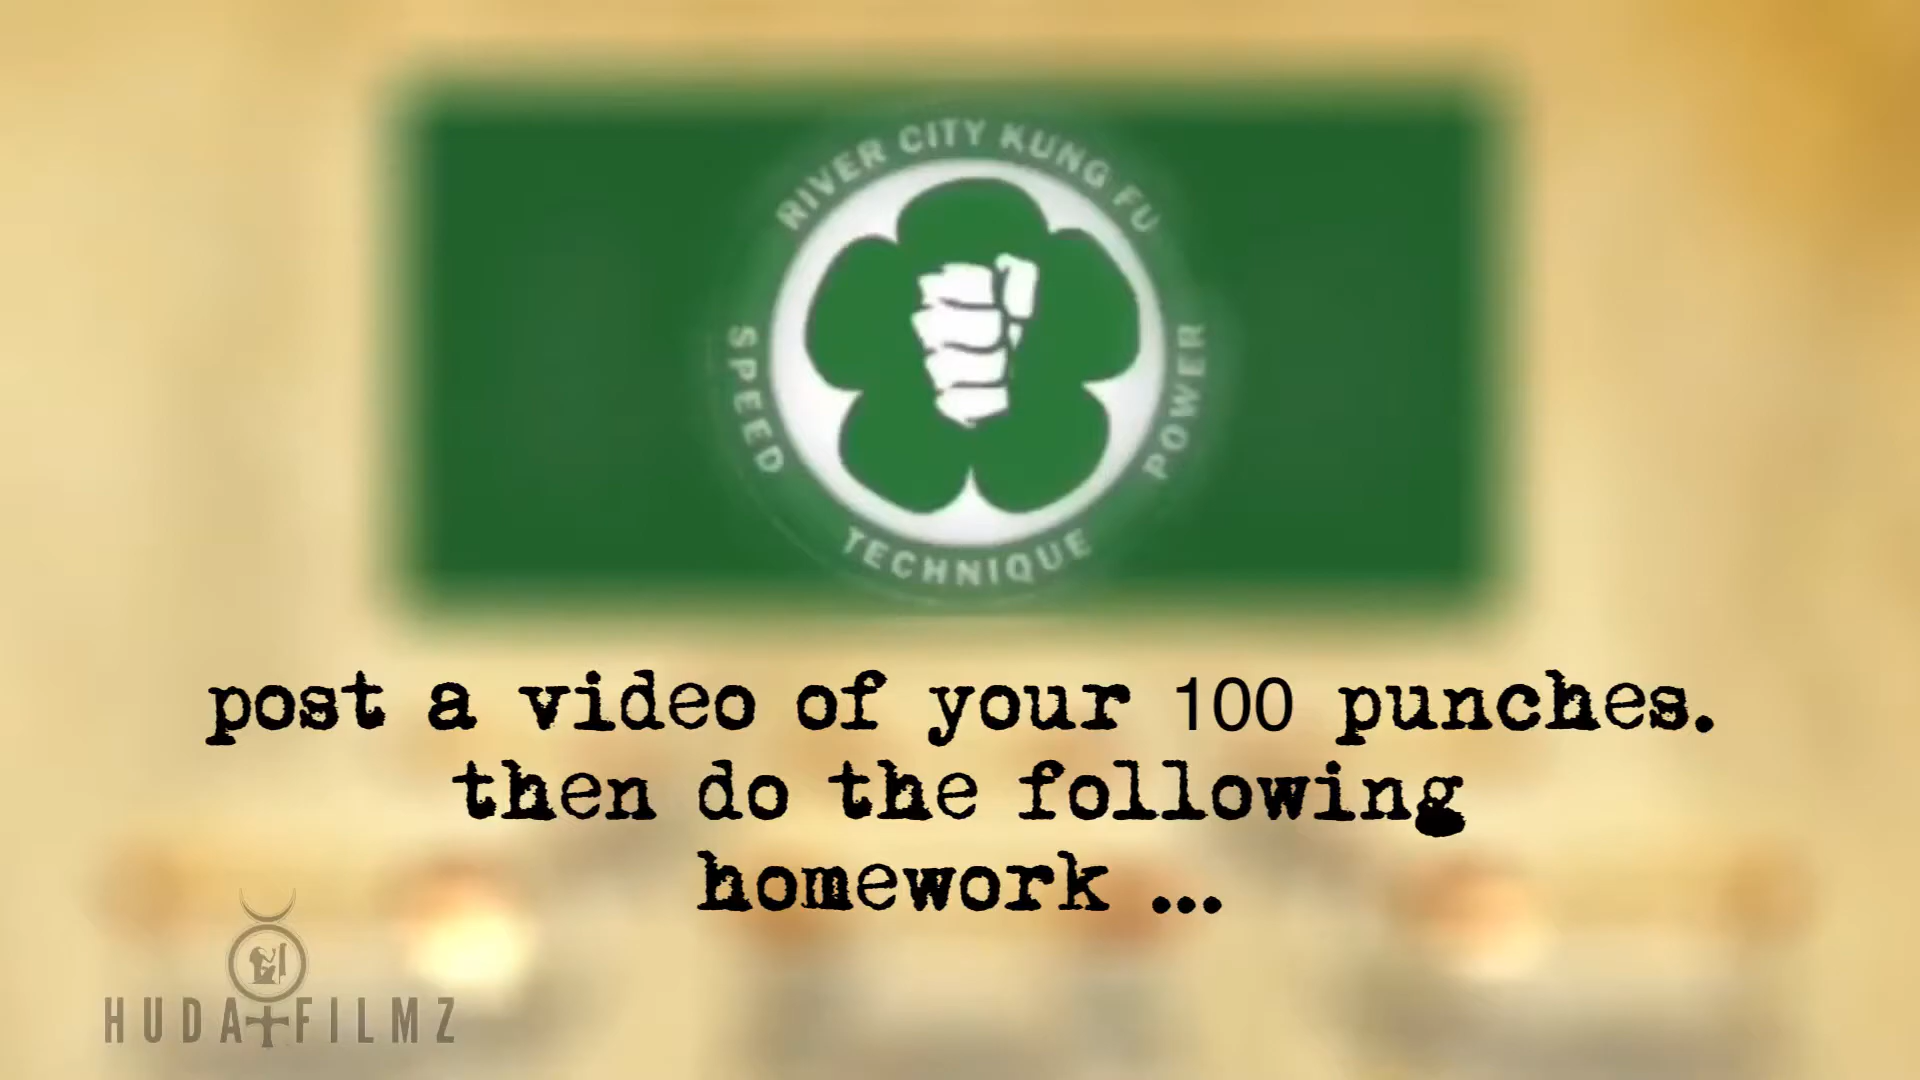 RIVER CITY KUNG FU
SPEED
POWER
TECHNIQUE
post a video of your 100 punches.
then do the following
homework ...
HUDA FILMZ